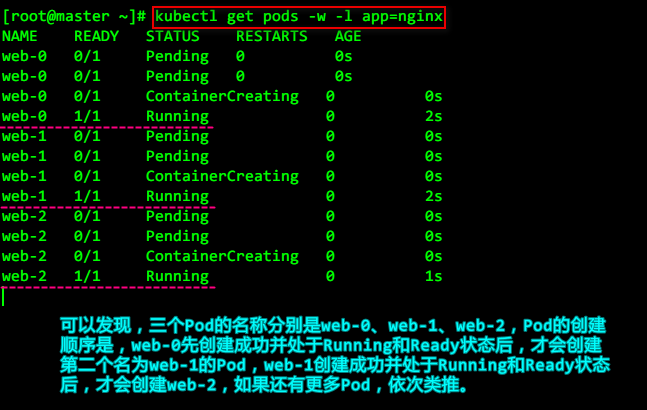 [root@master ~]# kubectl get pods -w -l app=nginx
NAME READY STATUS RESTARTS AGE
web-0 0/1 Pending 0 0s
web-0 0/1 Pending 0 0s
web-0 0/1 ContainerCreating 0 0s
web-0 1/1 Running 0 2s
web-1 0/1 Pending 0 0s
web-1 0/1 Pending 0 0s
web-1 0/1 ContainerCreating 0 0s
web-1 1/1 Running 0 2s
web-2 0/1 Pending 0 0s
web-2 0/1 Pending 0 0s
web-2 0/1 ContainerCreating 0 0s
web-2 1/1 Running 0 1s
可以发现，三个Pod的名称分别是web-0、web-1、web-2，Pod的创建
顺序是，web-0先创建成功并处于Running和Ready状态后，才会创建
第二个名为web-1的Pod，web-1创建成功并处于Running和Ready状态
后，才会创建web-2，如果还有更多Pod，依次类推。